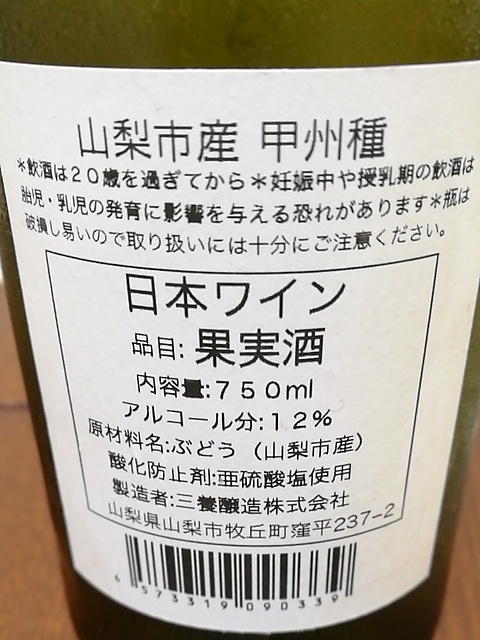 山梨市産 甲州種
＊飲酒は２０歳を過ぎてから＊妊娠中や授乳期の飲酒は
胎児・乳児の発育に影響を与える恐れがあります＊瓶は
破損し易いので取り扱いには十分にご注意ください。
日本ワイン
品目:果実酒
内容量:７５０ml
アルコール分:１２％
原材料名:ぶどう（山梨市産）
酸化防止剤:亜硫酸塩使用
製造者:三養醸造株式会社
山梨県山梨市牧丘町窪平237-2
4 573319 090339